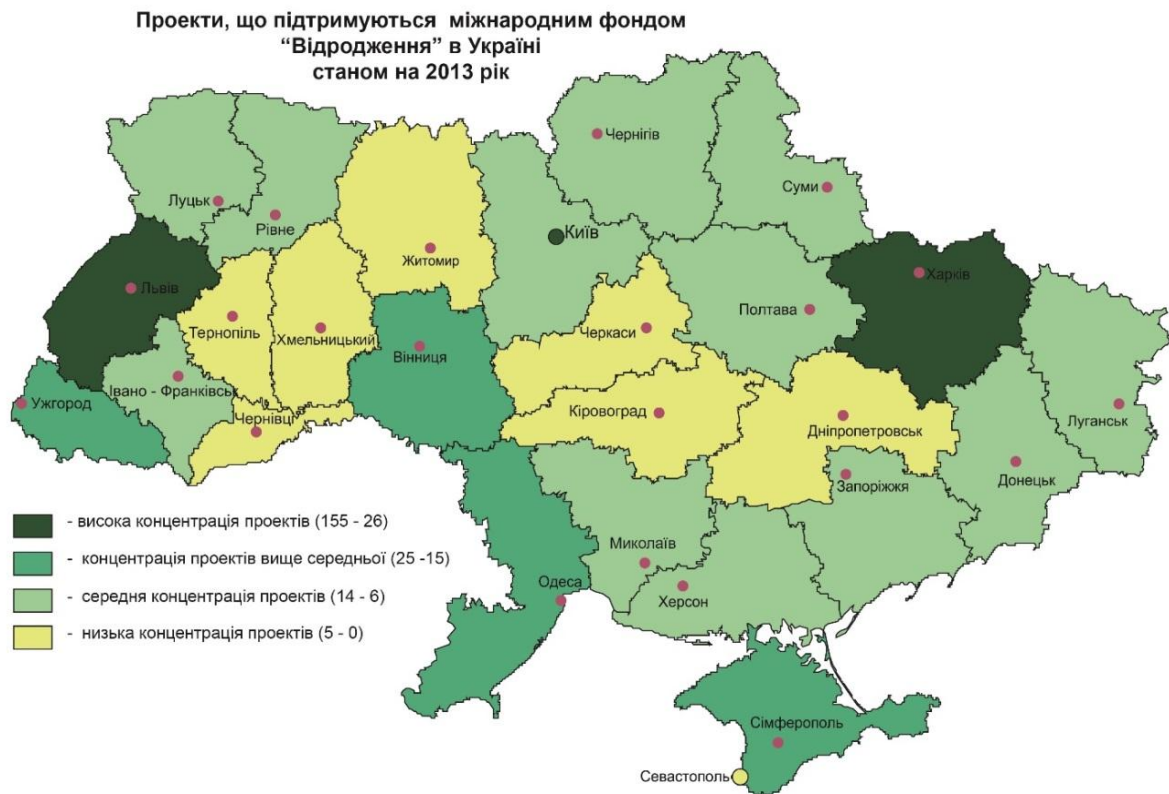 Проекти, що підтримуються міжнародним фондом
“Відродження” в Україні
станом на 2013 рік
Чернігів
Суми
Луцьк
Рівне
Київ
Житомир
Харків
Львів
Полтава
Тернопіль
Хмельницький
Черкаси
Вінниця
Івано - Франківськ
Ужгород
Чернівці
Кіровоград
Дніпропетровськ
Луганськ
Донецьк
Запоріжжя
- висока концентрація проектів (155 - 26)
- концентрація проектів вище середньої (25 -15)
- середня концентрація проектів (14 - 6)
- низька концентрація проектів (5 - 0)
Миколаїв
Одеса
Херсон
Сімферополь
Севастополь